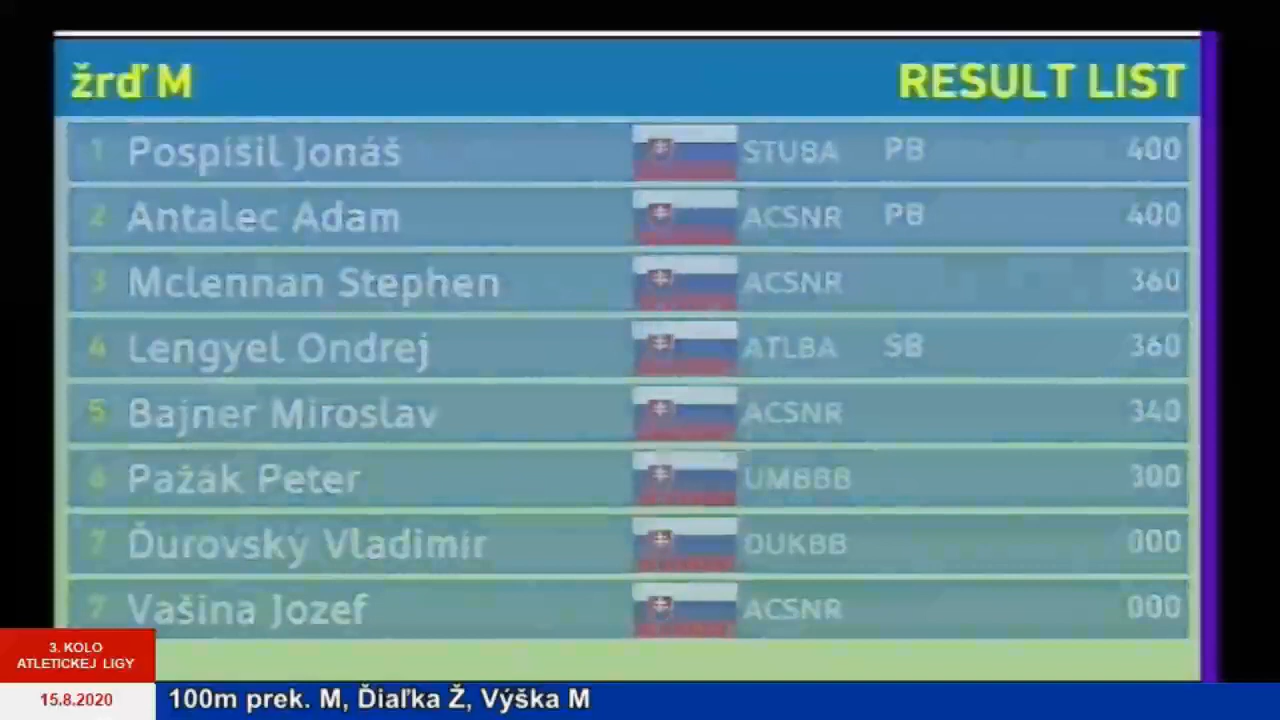 žrď M RESULT LIST
1 Pospíšil Jonáš STUBA PB 400
2 Antalec Adam ACSNR PB 400
3 Mclennan Stephen ACSNR 360
4 Lengyel Ondrej ATLBA SB 360
5 Bajner Miroslav ACSNR 340
6 Pažák Peter UMBBB 300
7 Ďurovský Vladimír DUKBB 000
7 Vašina Jozef ACSNR 000
3. KOLO
ATLETICKEJ LIGY
15.8.2020
100m prek. M, Ďiaľka Ž, Výška M